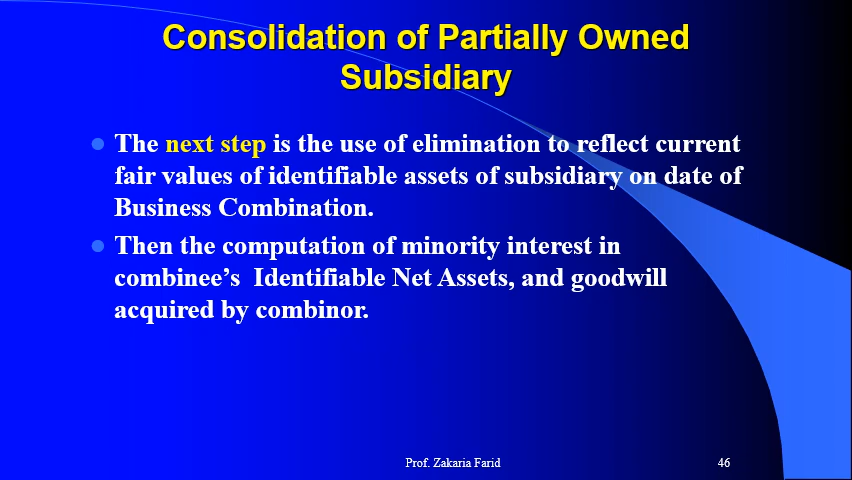 Consolidation of Partially Owned
Subsidiary
The next step is the use of elimination to reflect current
fair values of identifiable assets of subsidiary on date of
Business Combination.
Then the computation of minority interest in
combinee's  Identifiable Net Assets, and goodwill
acquired by combinor.
Prof. Zakaria Farid
46